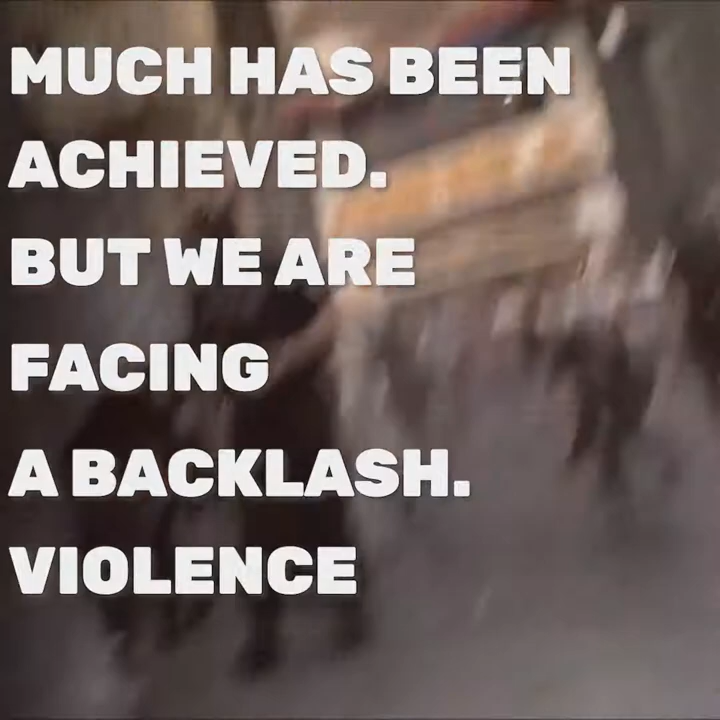 MUCH HAS BEEN
ACHIEVED.
BUT WE ARE
FACING
A BACKLASH.
VIOLENCE